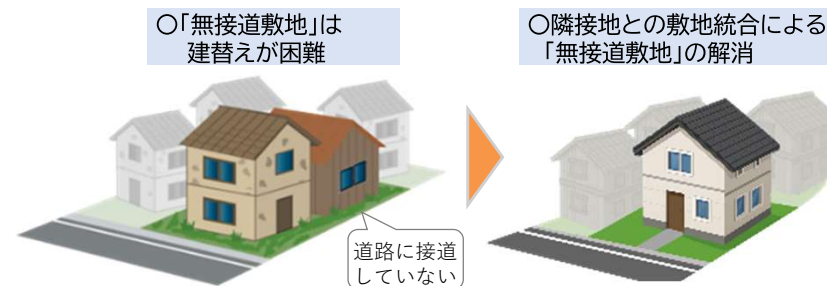 〇「無接道敷地」は
建替えが困難
〇隣接地との敷地統合による
「無接道敷地」の解消
道路に接道
していない